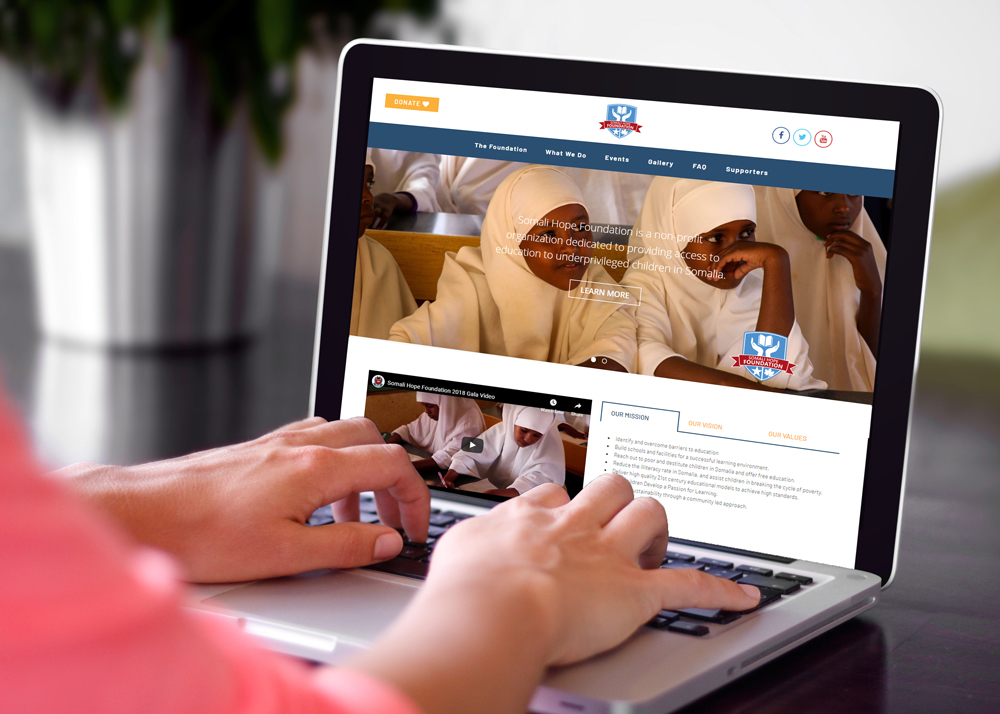 DONATE
SOMALI HOPE
FOUNDATION
The Foundation What We Do Events Gallery FAQ Supporters
Somali Hope Foundation is a non-profit
organization dedicated to providing access to
education to underprivileged children in Somalia.
LEARN MORE
SOMALI HOPE
FOUNDATION
Somali Hope Foundation 2018 Gala Video
Share
OUR MISSION OUR VISION OUR VALUES
Identify and overcome barriers to education
Build schools and facilities for a successful learning environment.
Reach out to poor and destitute children in Somalia and offer free education.
Reduce the illiteracy rate in Somalia, and assist children in breaking the cycle of poverty.
Deliver high quality 21st century educational models to achieve high standards.
Children Develop a Passion for Learning.
sustainability through a community led approach.